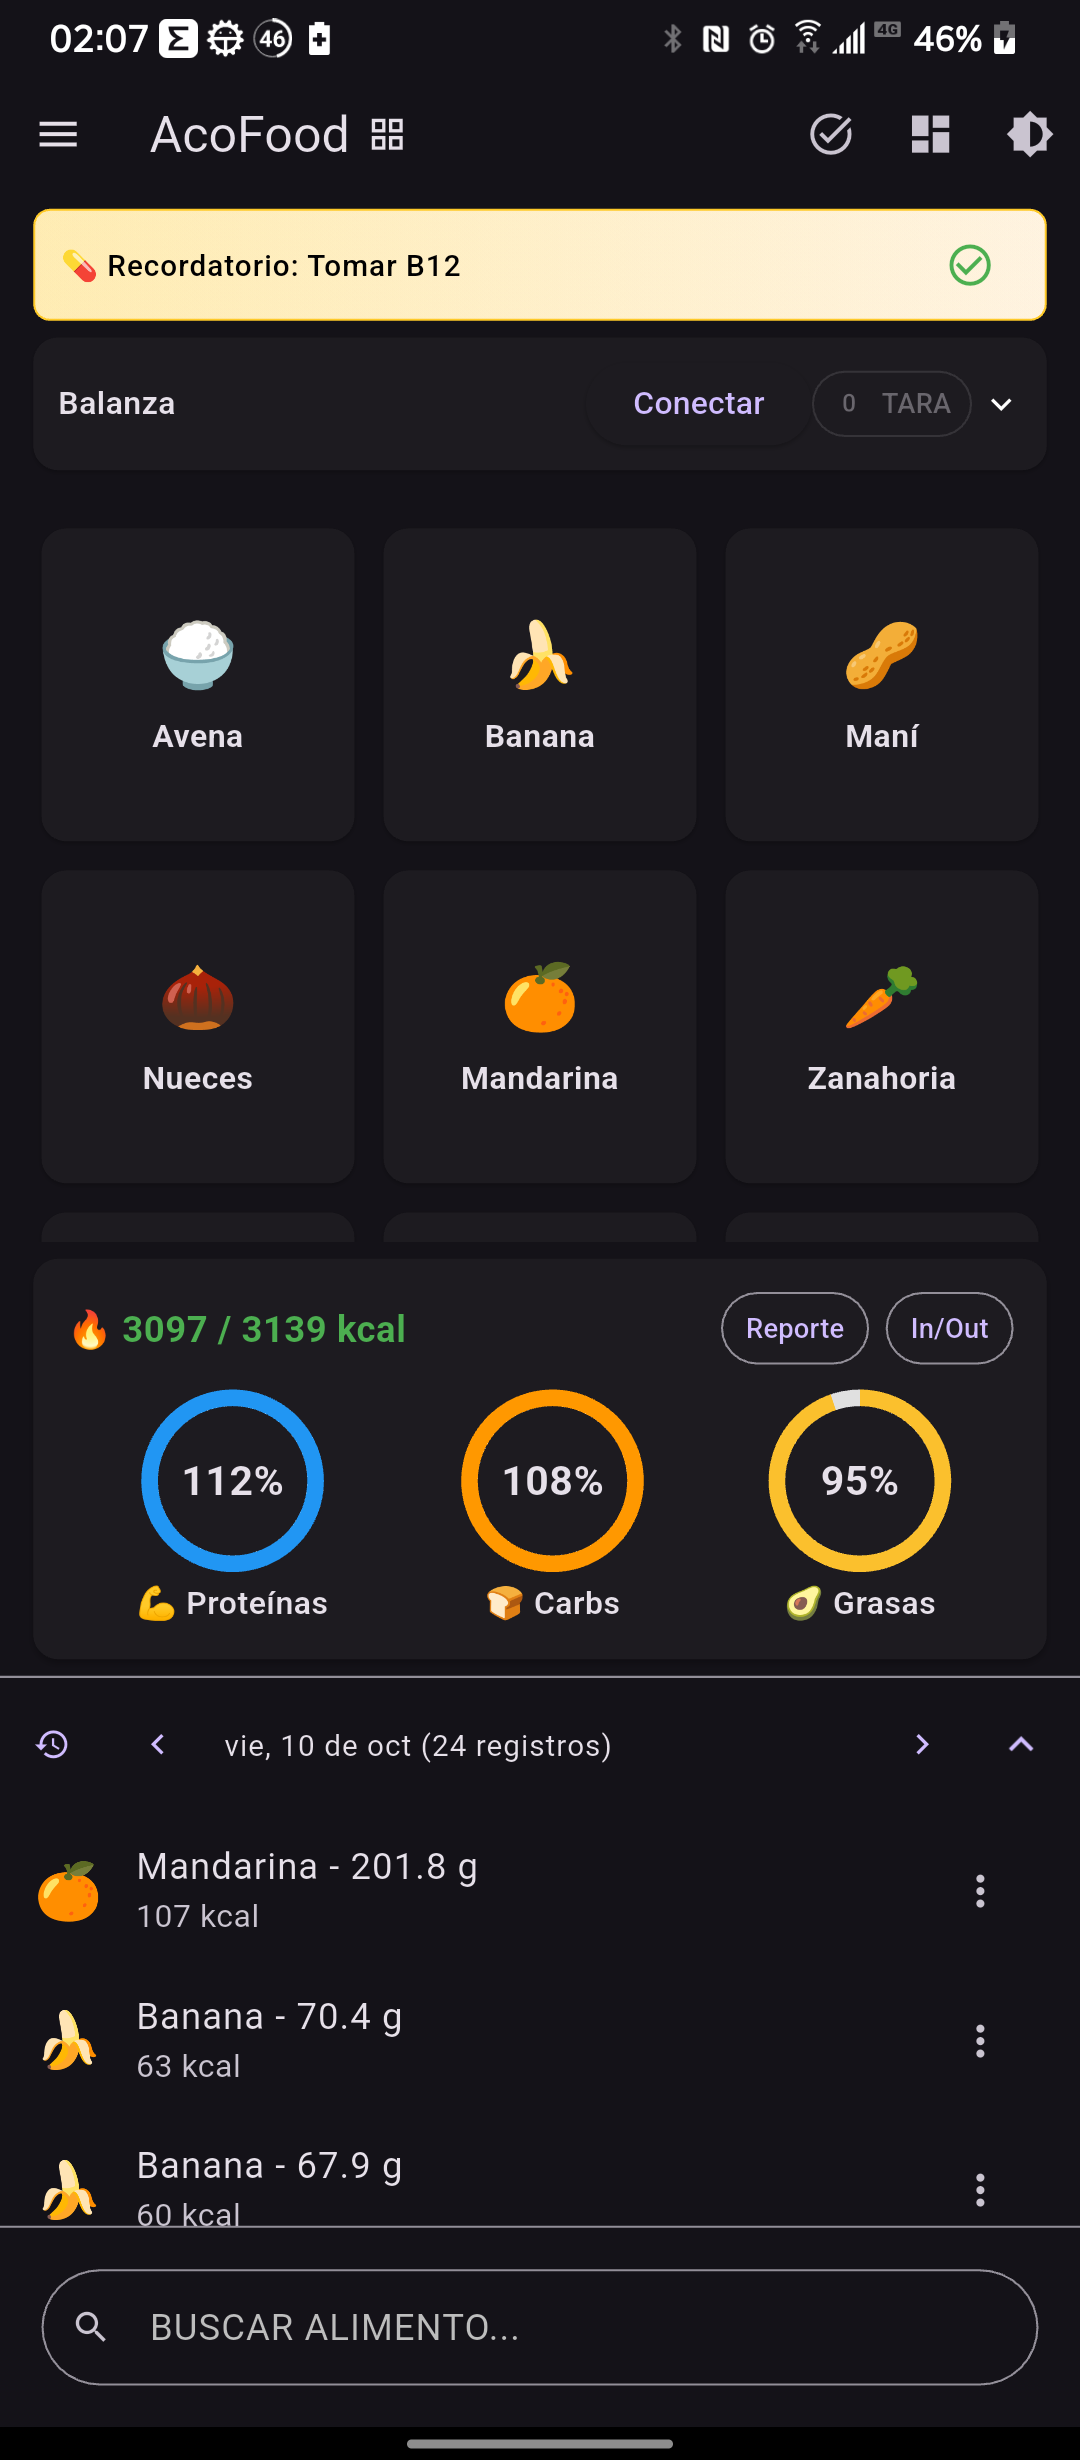 02:07 46 4G 46%
AcoFood
Recordatorio: Tomar B12
Balanza Conectar 0 TARA
Avena Banana Maní
Nueces Mandarina Zanahoria
3097 / 3139 kcal Reporte In/Out
112% 108% 95%
Proteínas Carbs Grasas
vie, 10 de oct (24 registros)
Mandarina - 201.8 g
107 kcal
Banana - 70.4 g
63 kcal
Banana - 67.9 g
60 kcal
BUSCAR ALIMENTO...